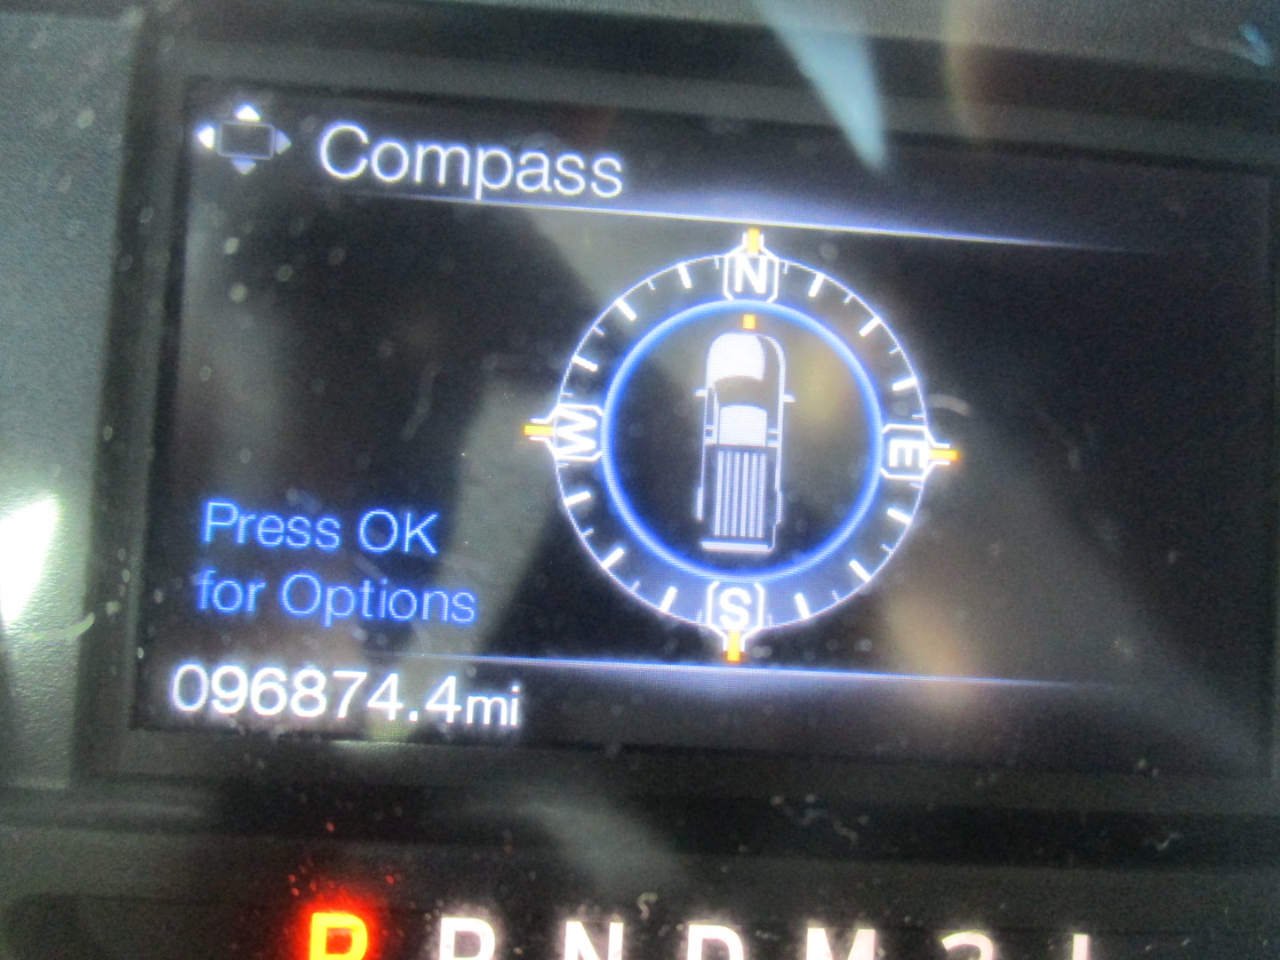 Compass
N
W
E
S
Press OK
for Options
096874.4mi
P R N D M